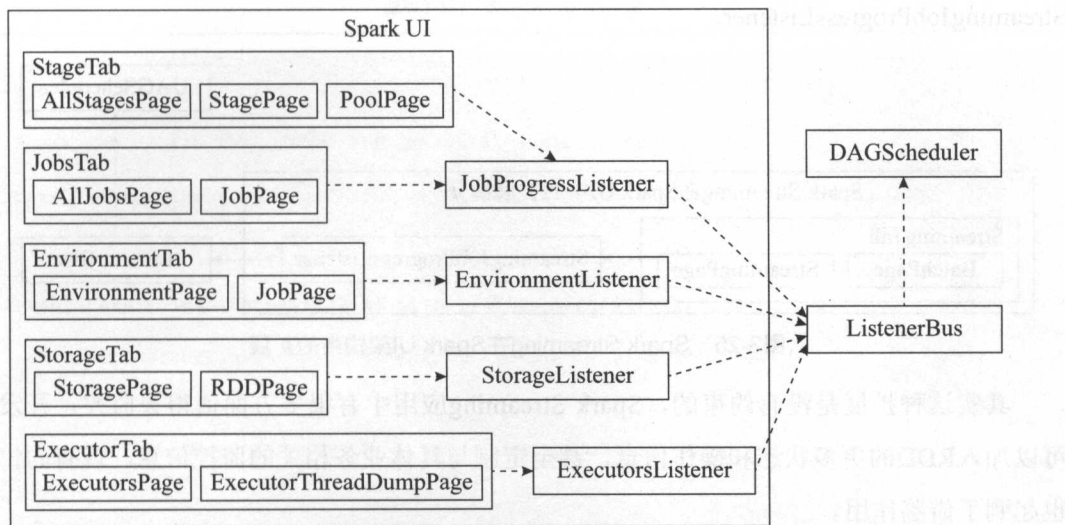 Spark UI
StageTab
AllStagesPage StagePage PoolPage
JobsTab
AllJobsPage JobPage
JobProgressListener
EnvironmentTab
EnvironmentPage JobPage
EnvironmentListener
StorageTab
StoragePage RDDPage
StorageListener
ExecutorTab
ExecutorsPage ExecutorThreadDumpPage
ExecutorsListener
DAGScheduler
ListenerBus